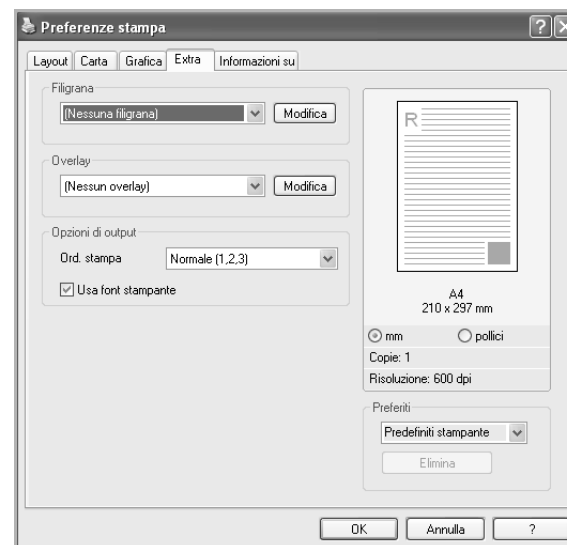 Preferenze stampa
Layout Carta Grafica Extra Informazioni su
Filigrana
(Nessuna filigrana) Modifica
Overlay
(Nessun overlay) Modifica
Opzioni di output
Ord. stampa Normale (1,2,3)
Usa font stampante
R
A4
210 x 297 mm
mm pollici
Copie: 1
Risoluzione: 600 dpi
Preferiti
Predefiniti stampante
Elimina
OK Annulla ?